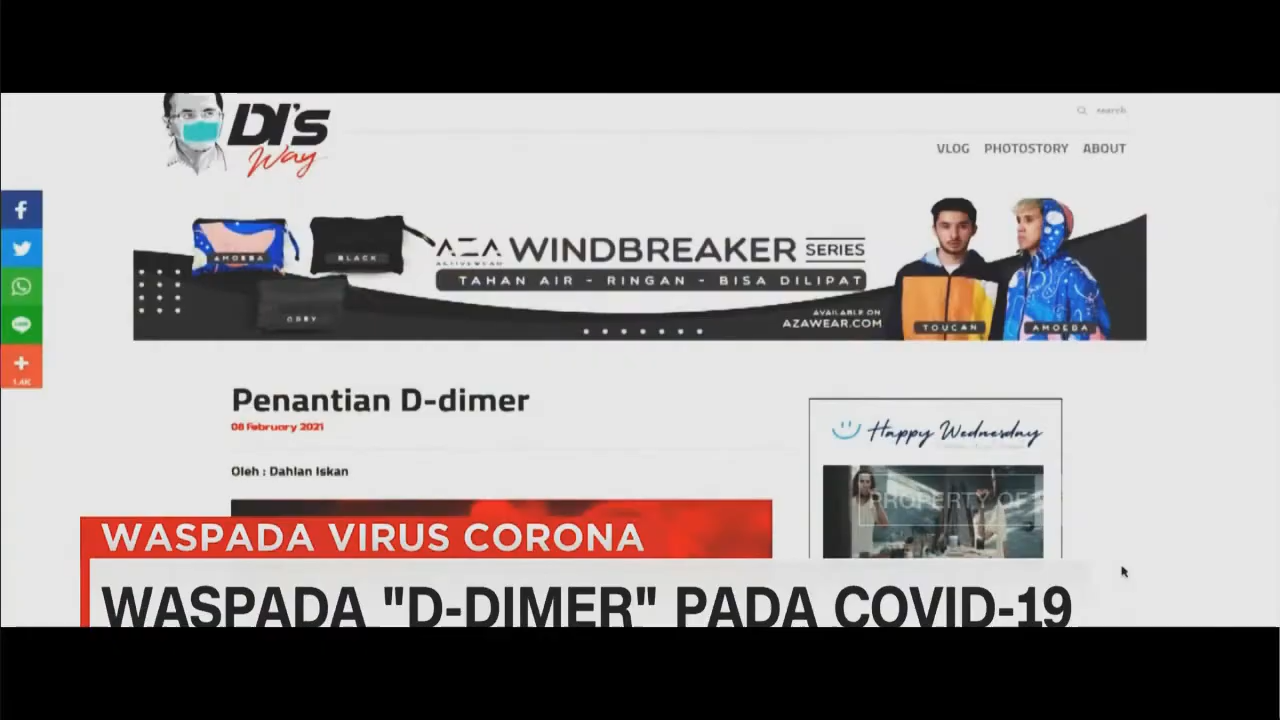 DI's
Way
search
VLOG PHOTOSTORY ABOUT
AZA WINDBREAKER SERIES
ACTIVEWEAR
TAHAN AIR - RINGAN - BISA DILIPAT
AMOEBA
BLACK
GREY
AVAILABLE ON
AZAWEAR.COM
TOUCAN
AMOEBA
1.4K
Penantian D-dimer
08 February 2021
Oleh : Dahlan Iskan
Happy Wednesday
PROPERTY OF
WASPADA VIRUS CORONA
WASPADA "D-DIMER" PADA COVID-19